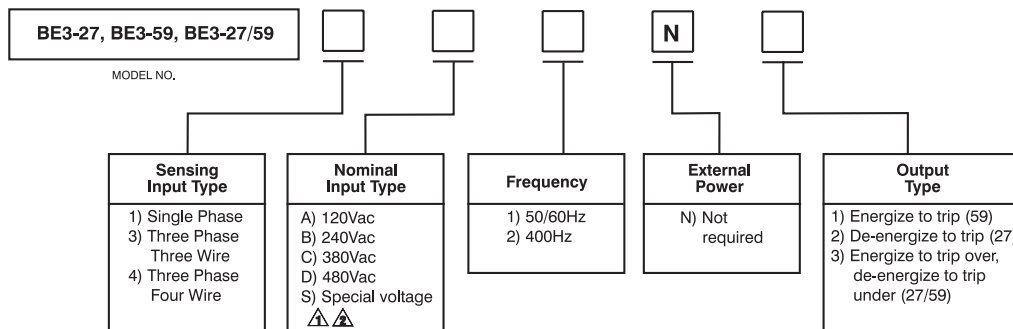 BE3-27, BE3-59, BE3-27/59
N
MODEL NO.
Sensing
Input Type
1) Single Phase
3) Three Phase
Three Wire
4) Three Phase
Four Wire
Nominal
Input Type
A) 120Vac
B) 240Vac
C) 380Vac
D) 480Vac
S) Special voltage
1 2
Frequency
1) 50/60Hz
2) 400Hz
External
Power
N) Not
required
Output
Type
1) Energize to trip (59)
2) De-energize to trip (27)
3) Energize to trip over,
de-energize to trip
under (27/59)